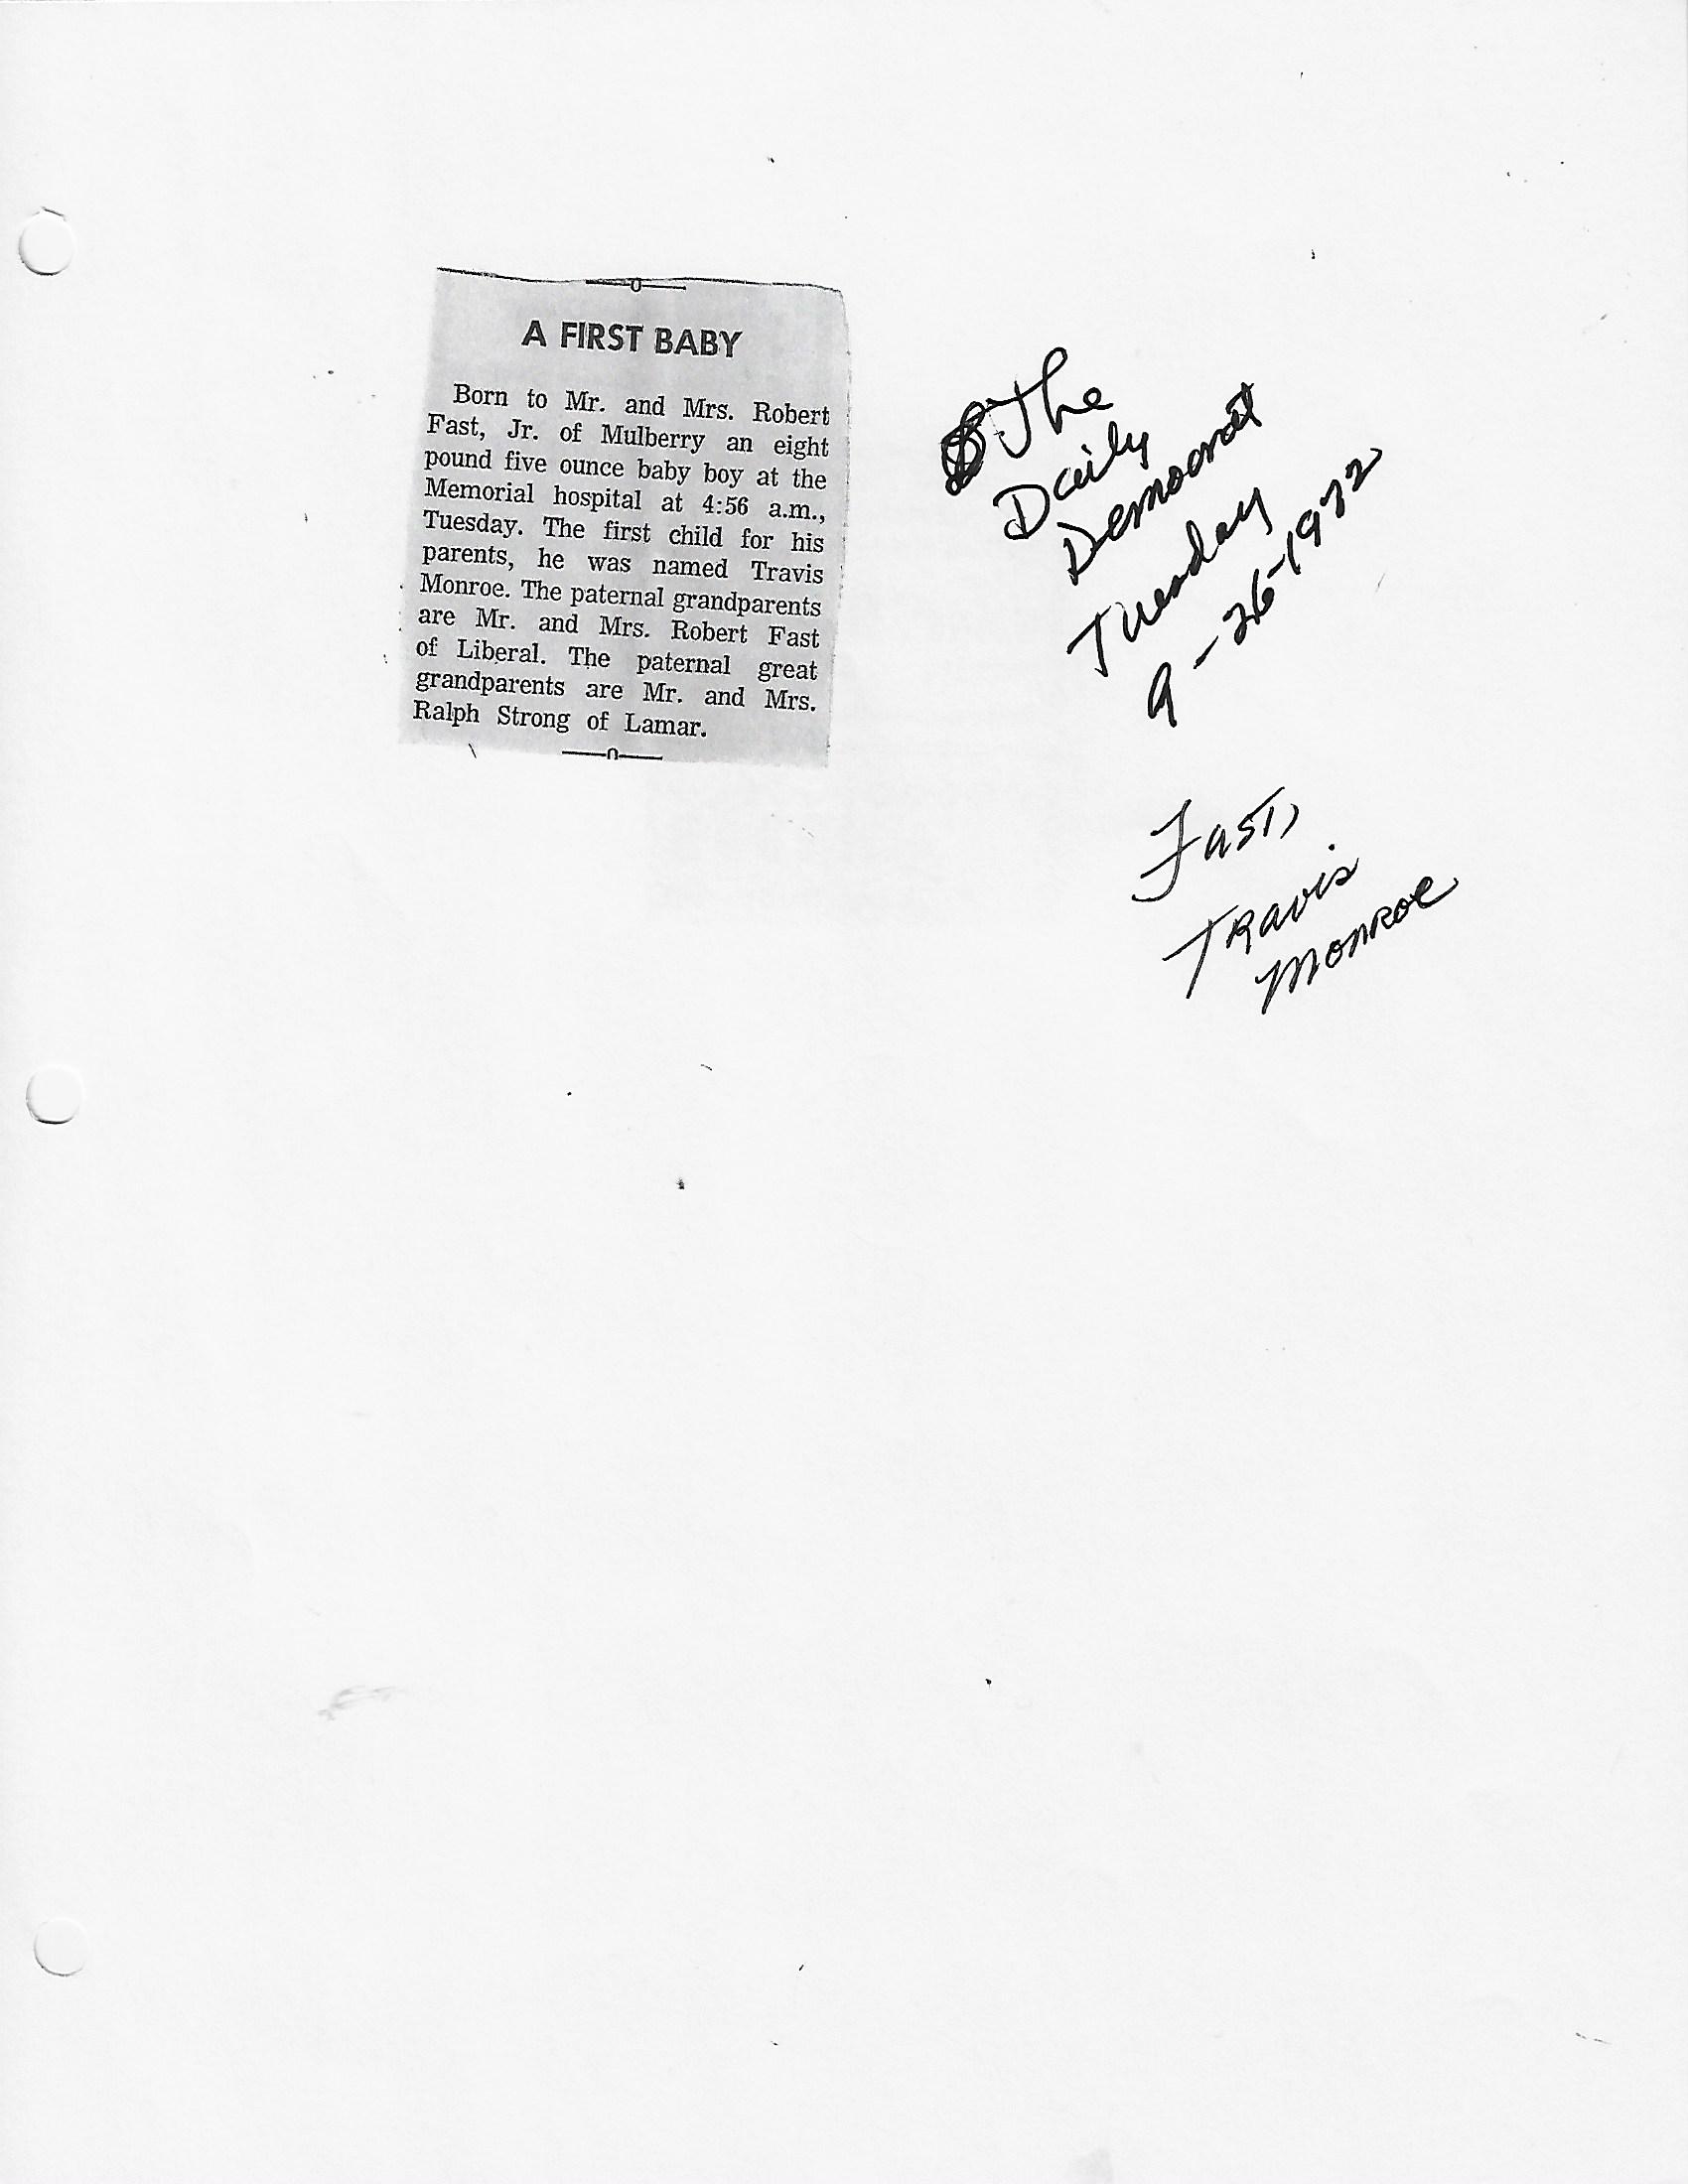 A FIRST BABY
Born to Mr. and Mrs. Robert
Fast, Jr. of Mulberry an eight
pound five ounce baby boy at the
Memorial hospital at 4:56 a.m.,
Tuesday. The first child for his
parents, he was named Travis
Monroe. The paternal grandparents
are Mr. and Mrs. Robert Fast
of Liberal. The paternal great
grandparents are Mr. and Mrs.
Ralph Strong of Lamar.
The
Daily
Democrat
Tuesday
9-26-1972
Fast,
Travis
Monroe